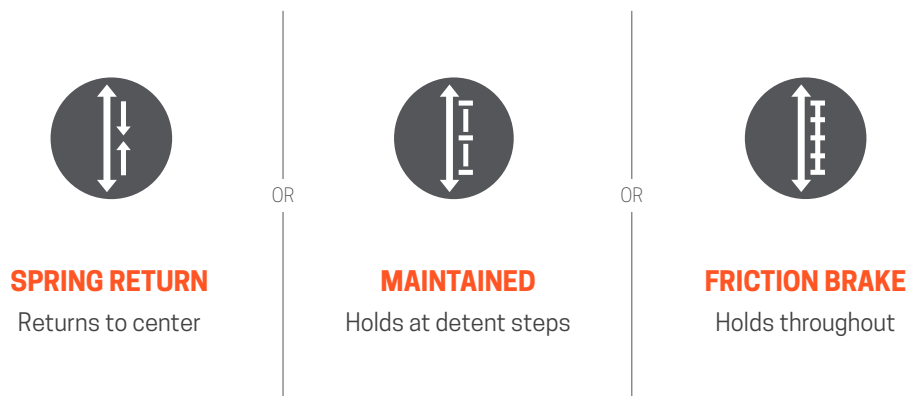 SPRING RETURN
Returns to center
OR
MAINTAINED
Holds at detent steps
OR
FRICTION BRAKE
Holds throughout